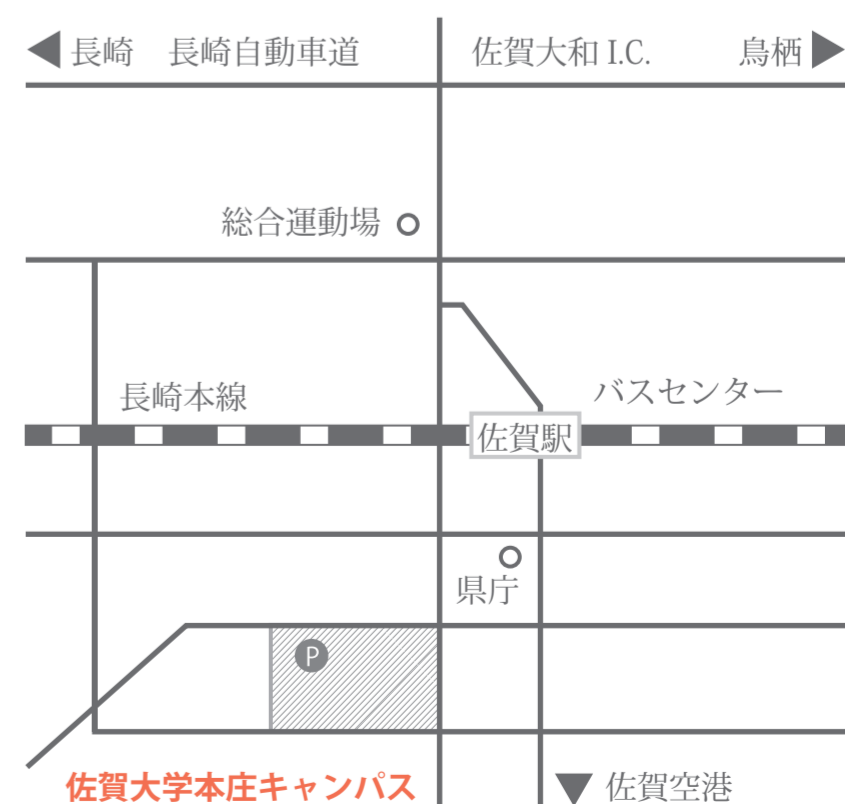 長崎 長崎自動車道 佐賀大和 I.C. 鳥栖
総合運動場
長崎本線
バスセンター
佐賀駅
県庁
P
佐賀大学本庄キャンパス
佐賀空港